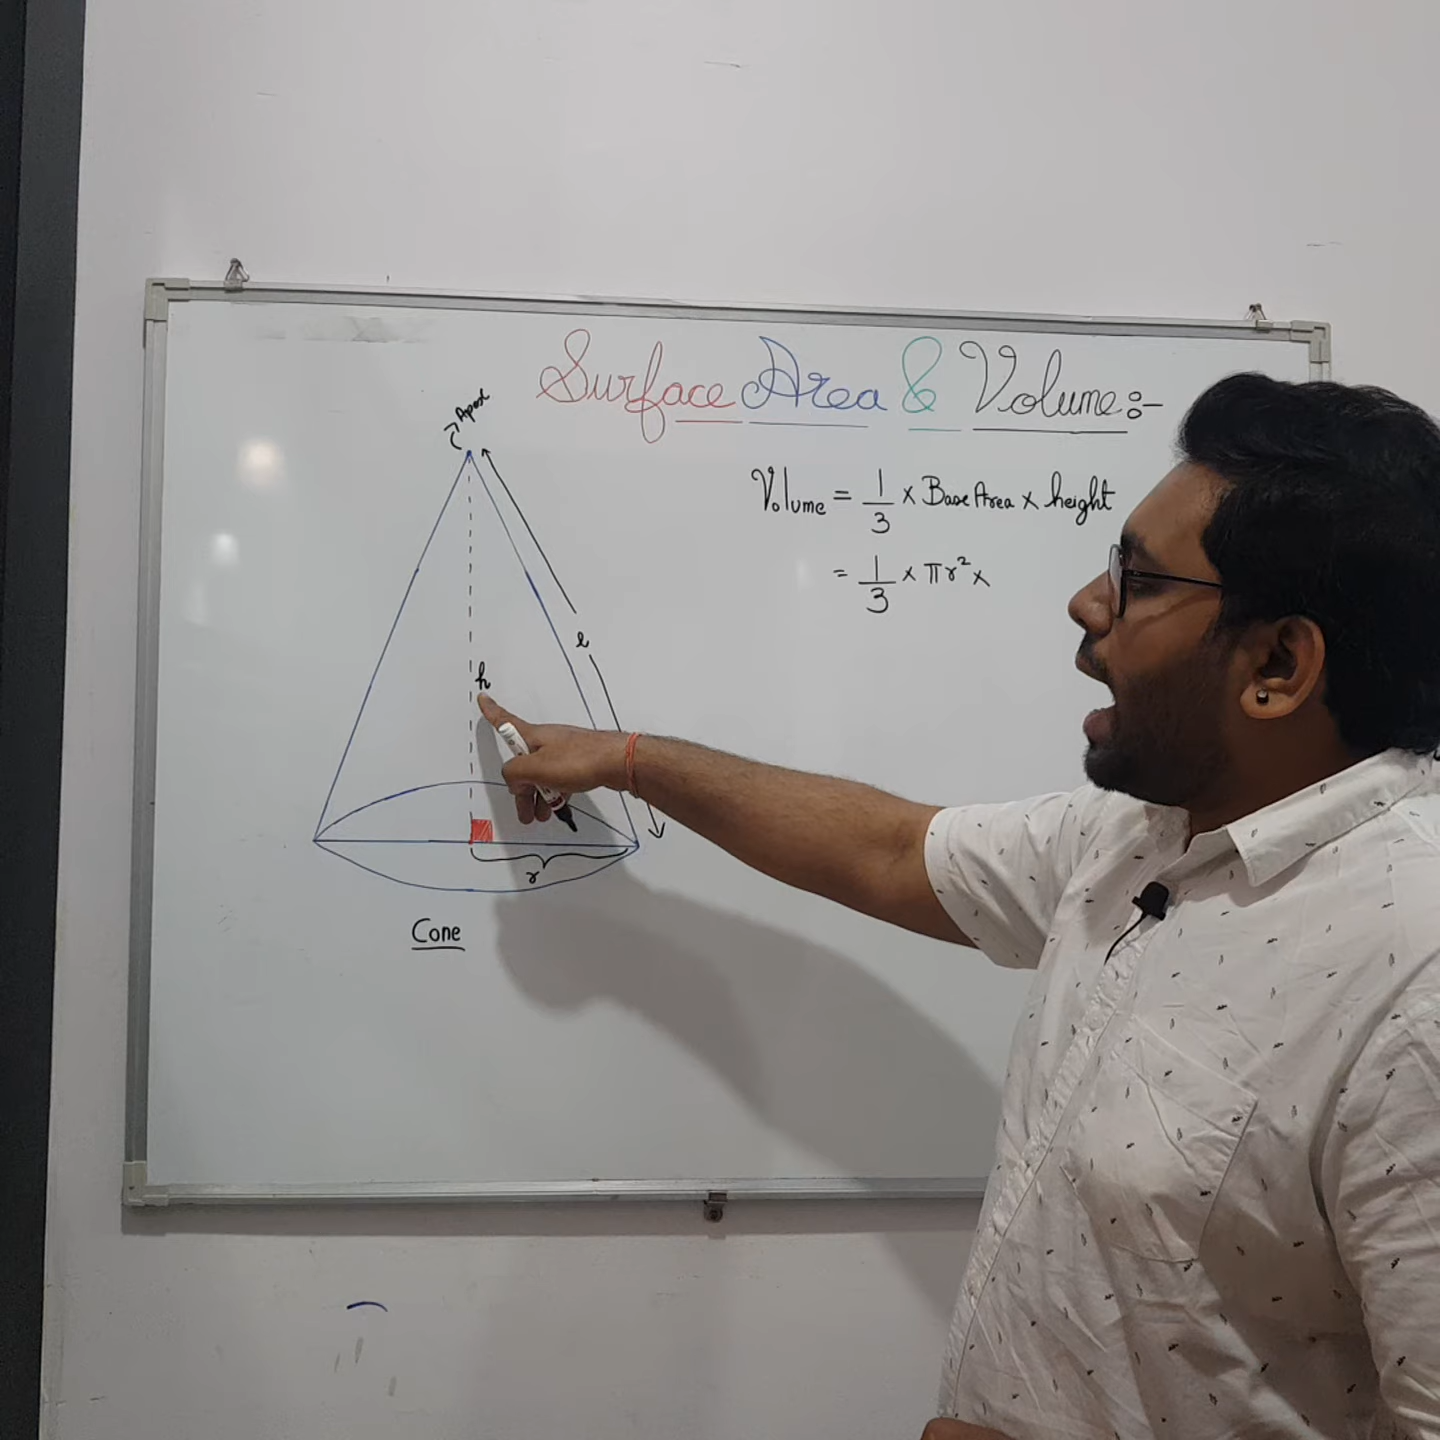 Surface Area & Volume :-
Apex
Volume = 1/3 × Base Area × height
= 1/3 × πr² ×
l
h
r
Cone